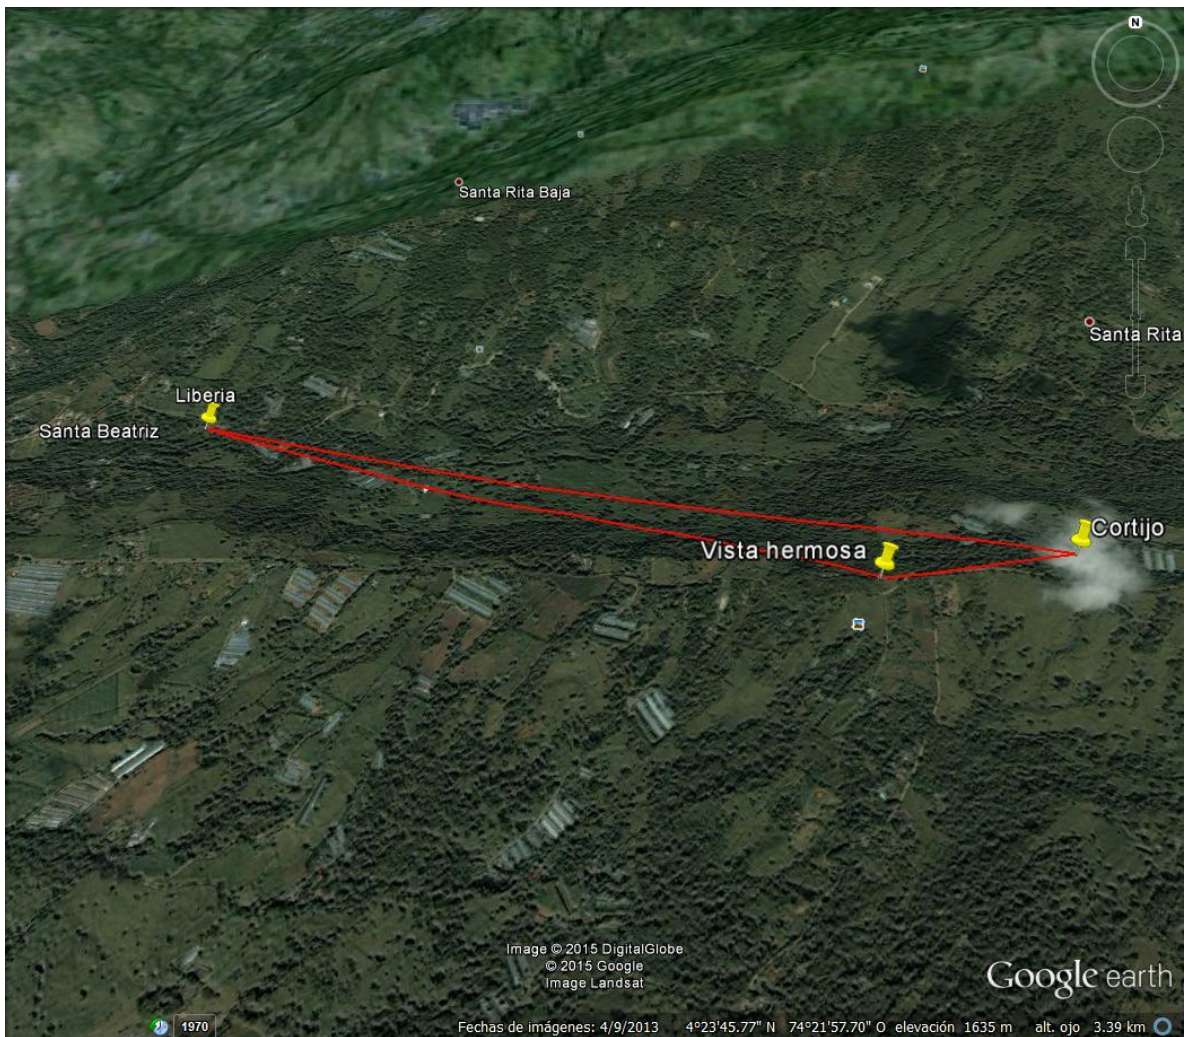 N
Santa Rita Baja
Santa Rita
Liberia
Santa Beatriz
Cortijo
Vista hermosa
Image © 2015 DigitalGlobe
© 2015 Google
Image Landsat
Google earth
1970
Fechas de imágenes: 4/9/2013 4°23'45.77" N 74°21'57.70" O elevación 1635 m alt. ojo 3.39 km